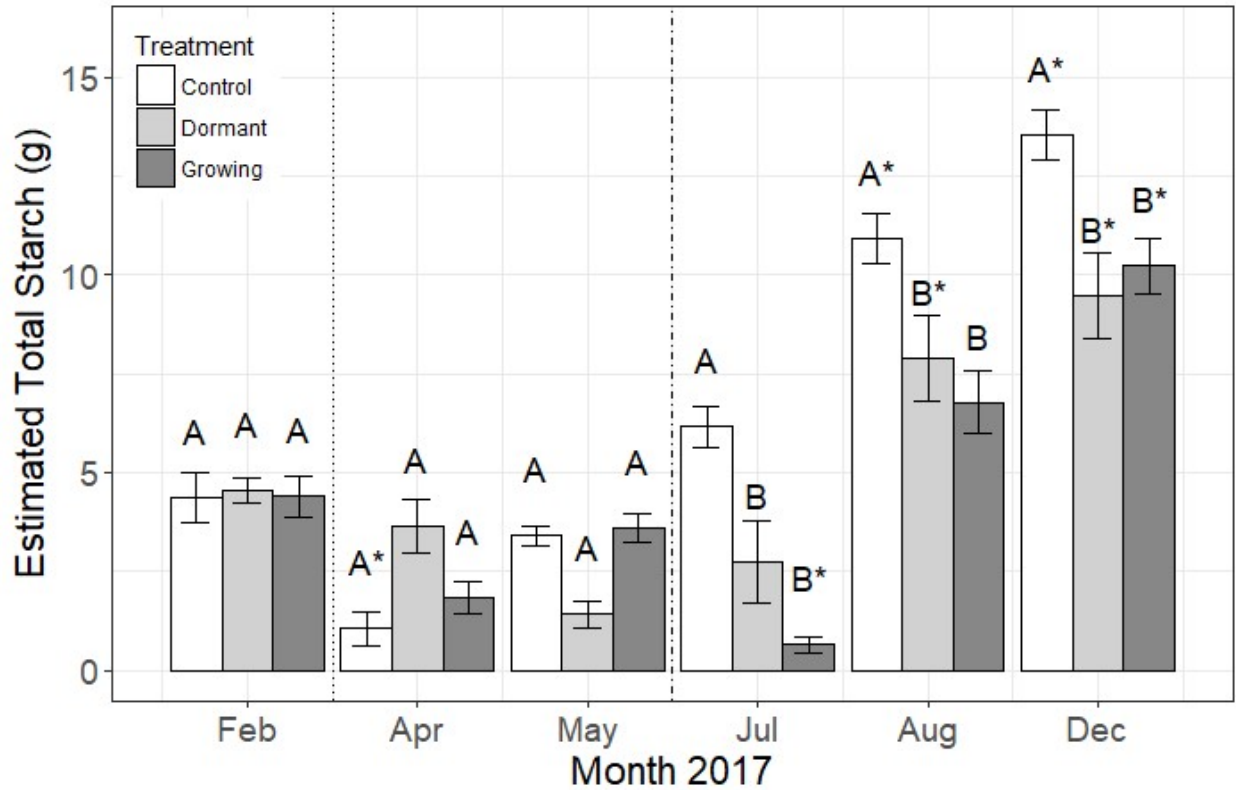 Estimated Total Starch (g)
15
10
5
0
Treatment
Control
Dormant
Growing
A A A
A* A A
A A A
A B B*
A* B* B
A* B* B*
Feb Apr May Jul Aug Dec
Month 2017